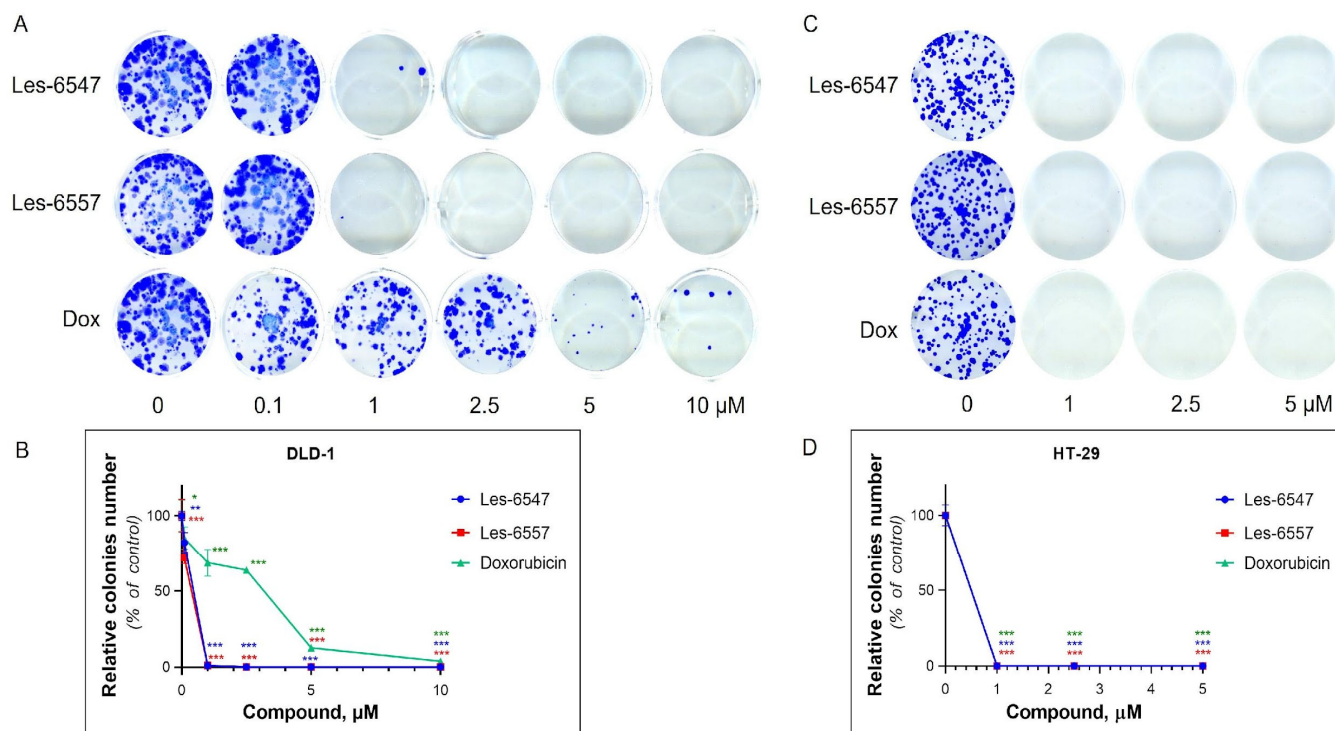 A
Les-6547
Les-6557
Dox
0 0.1 1 2.5 5 10 µM
C
Les-6547
Les-6557
Dox
0 1 2.5 5 µM
B
DLD-1
Relative colonies number
(% of control)
100
50
0
* 
**
***
***
***
***
***
***
***
***
***
***
***
***
***
0 5 10
Compound, µM
Les-6547
Les-6557
Doxorubicin
D
HT-29
Relative colonies number
(% of control)
100
50
0
*** *** ***
*** *** ***
*** *** ***
0 1 2 3 4 5
Compound, µM
Les-6547
Les-6557
Doxorubicin